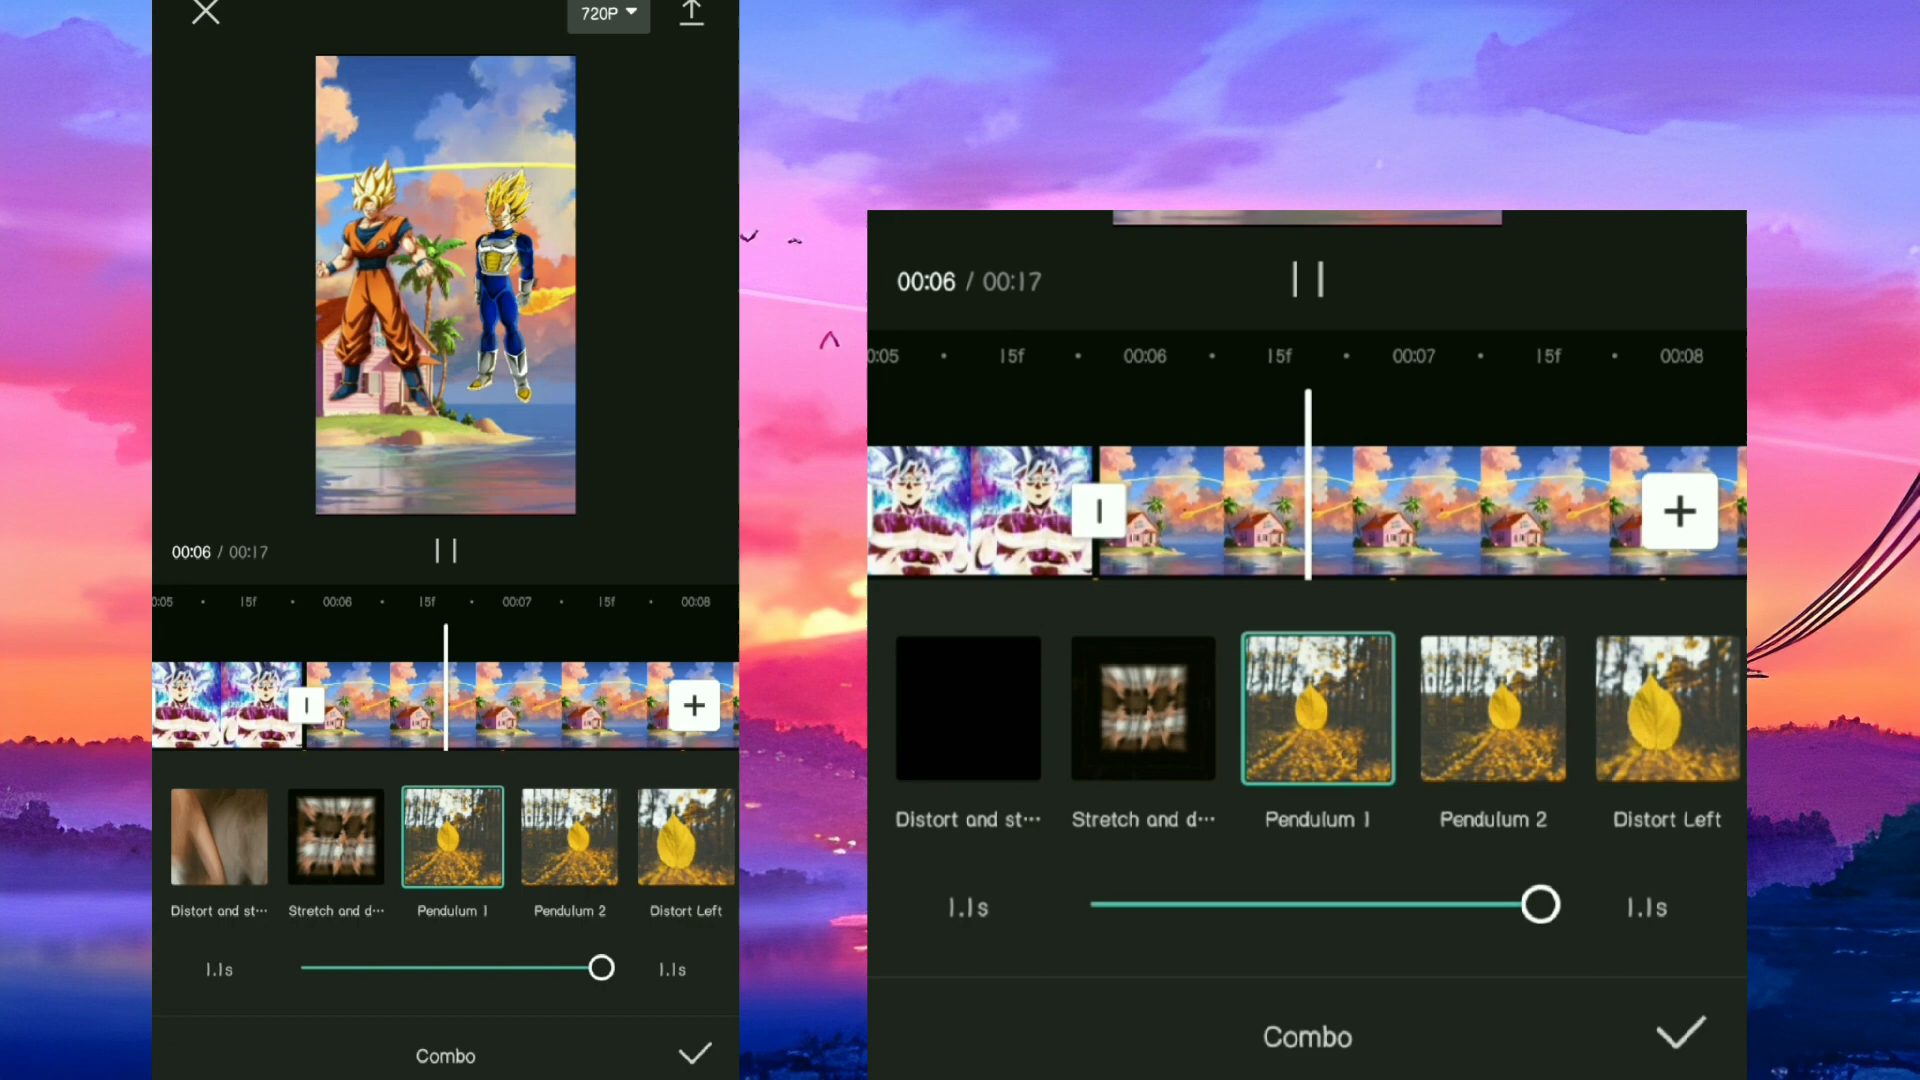 720P
00:06 / 00:17
0:05 15f 00:06 15f 00:07 15f 00:08
Distort and st··· Stretch and d··· Pendulum 1 Pendulum 2 Distort Left
1.1s 1.1s
Combo
00:06 / 00:17
0:05 15f 00:06 15f 00:07 15f 00:08
Distort and st··· Stretch and d··· Pendulum 1 Pendulum 2 Distort Left
1.1s 1.1s
Combo